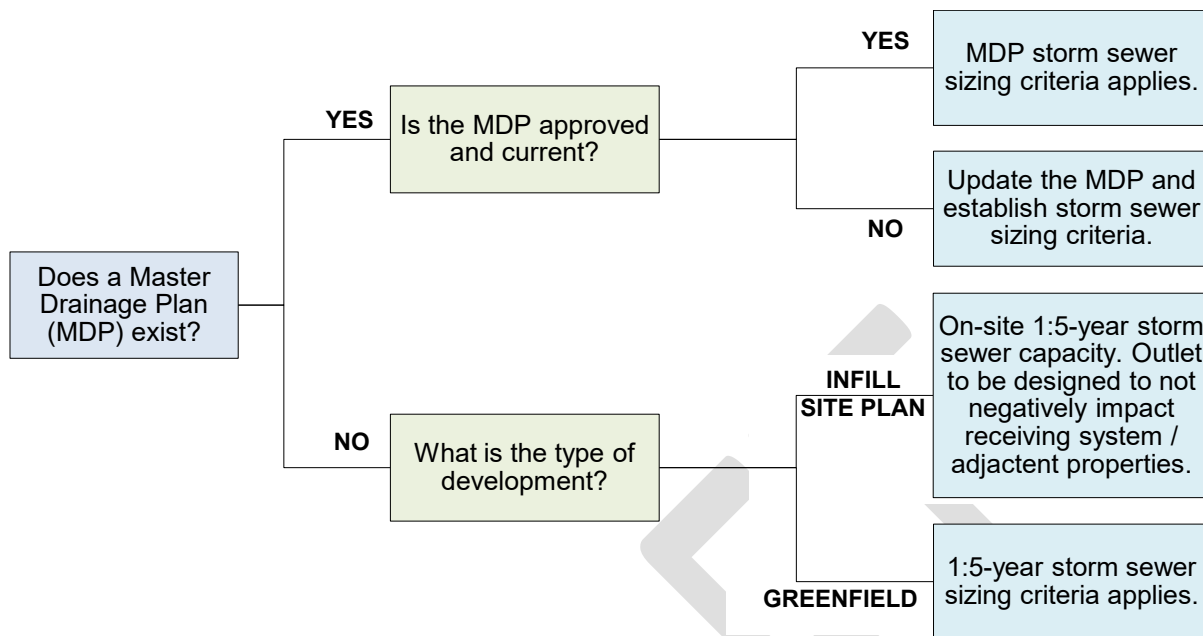 Does a Master
Drainage Plan
(MDP) exist?
YES
Is the MDP approved
and current?
YES
MDP storm sewer
sizing criteria applies.
NO
Update the MDP and
establish storm sewer
sizing criteria.
NO
What is the type of
development?
INFILL
SITE PLAN
On-site 1:5-year storm
sewer capacity. Outlet
to be designed to not
negatively impact
receiving system /
adjactent properties.
GREENFIELD
1:5-year storm sewer
sizing criteria applies.